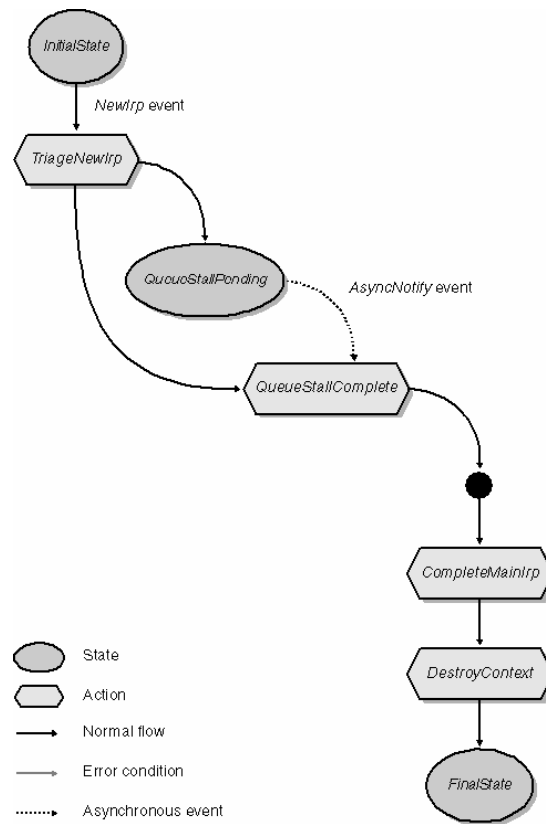 InitialState
NewIrp event
TriageNewIrp
QueueStallPending
AsyncNotify event
QueueStallComplete
CompleteMainIrp
DestroyContext
FinalState
State
Action
Normal flow
Error condition
Asynchronous event